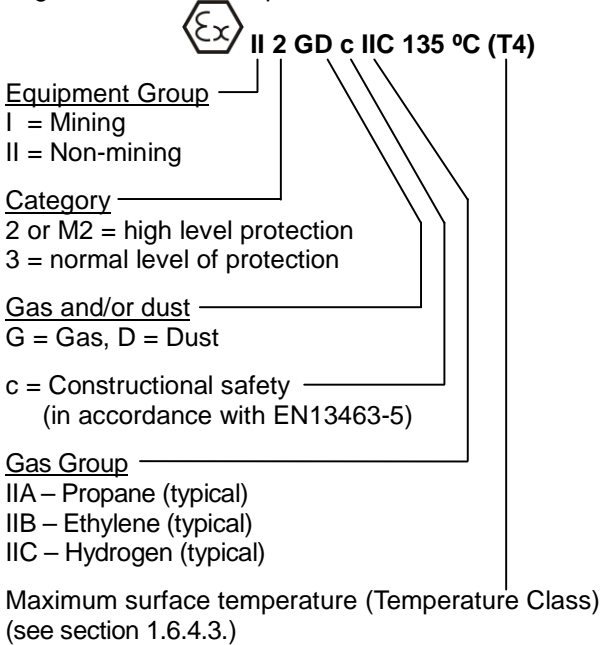 Ex II 2 GD c IIC 135 ºC (T4)
Equipment Group
I = Mining
II = Non-mining
Category
2 or M2 = high level protection
3 = normal level of protection
Gas and/or dust
G = Gas, D = Dust
c = Constructional safety
(in accordance with EN13463-5)
Gas Group
IIA – Propane (typical)
IIB – Ethylene (typical)
IIC – Hydrogen (typical)
Maximum surface temperature (Temperature Class)
(see section 1.6.4.3.)